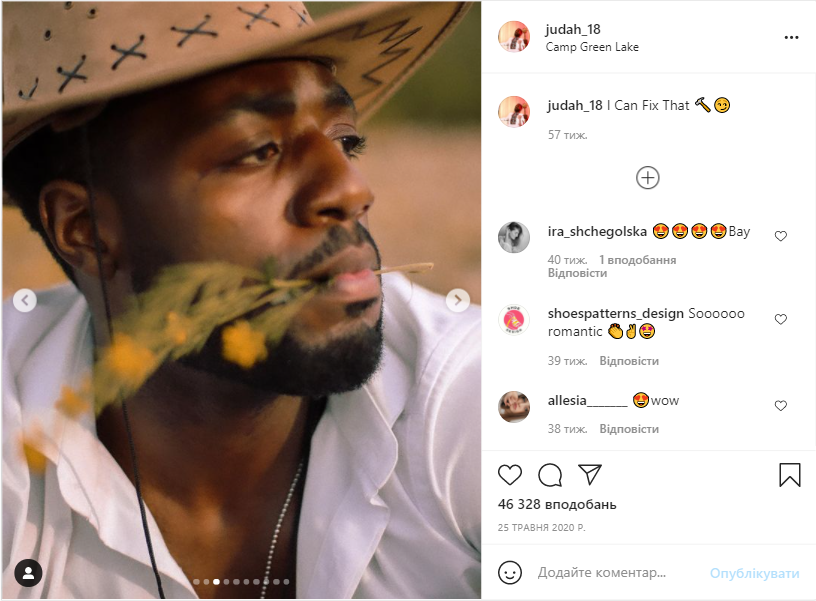 judah_18
Camp Green Lake
judah_18 I Can Fix That 🔨😏
57 тиж.
ira_shchegolska 🤩🤩🤩🤩Bay
40 тиж. 1 вподобання
Відповісти
shoespatterns_design Soooooo
romantic 👏✌️🤩
39 тиж. Відповісти
allesia_______ 🤩wow
38 тиж. Відповісти
46 328 вподобань
25 ТРАВНЯ 2020 Р.
Додайте коментар... Опублікувати